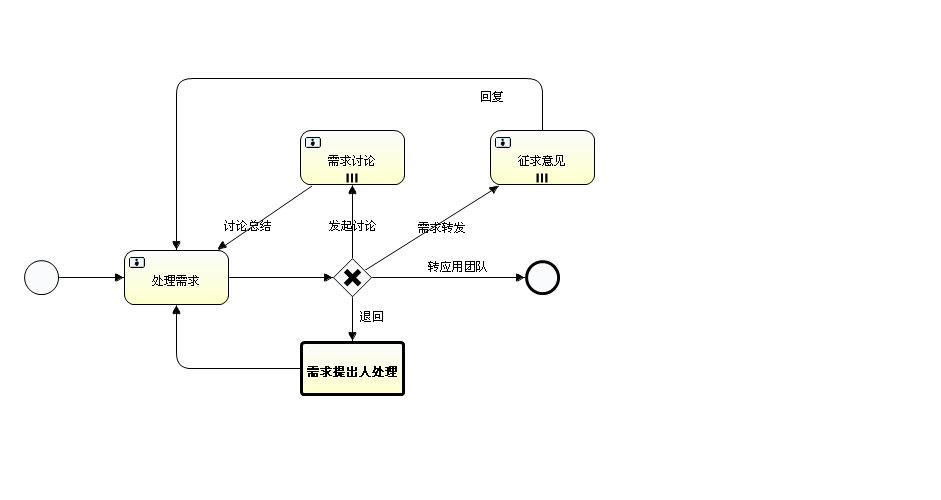 回复
需求讨论
征求意见
讨论总结
发起讨论
需求转发
处理需求
转应用团队
退回
需求提出人处理